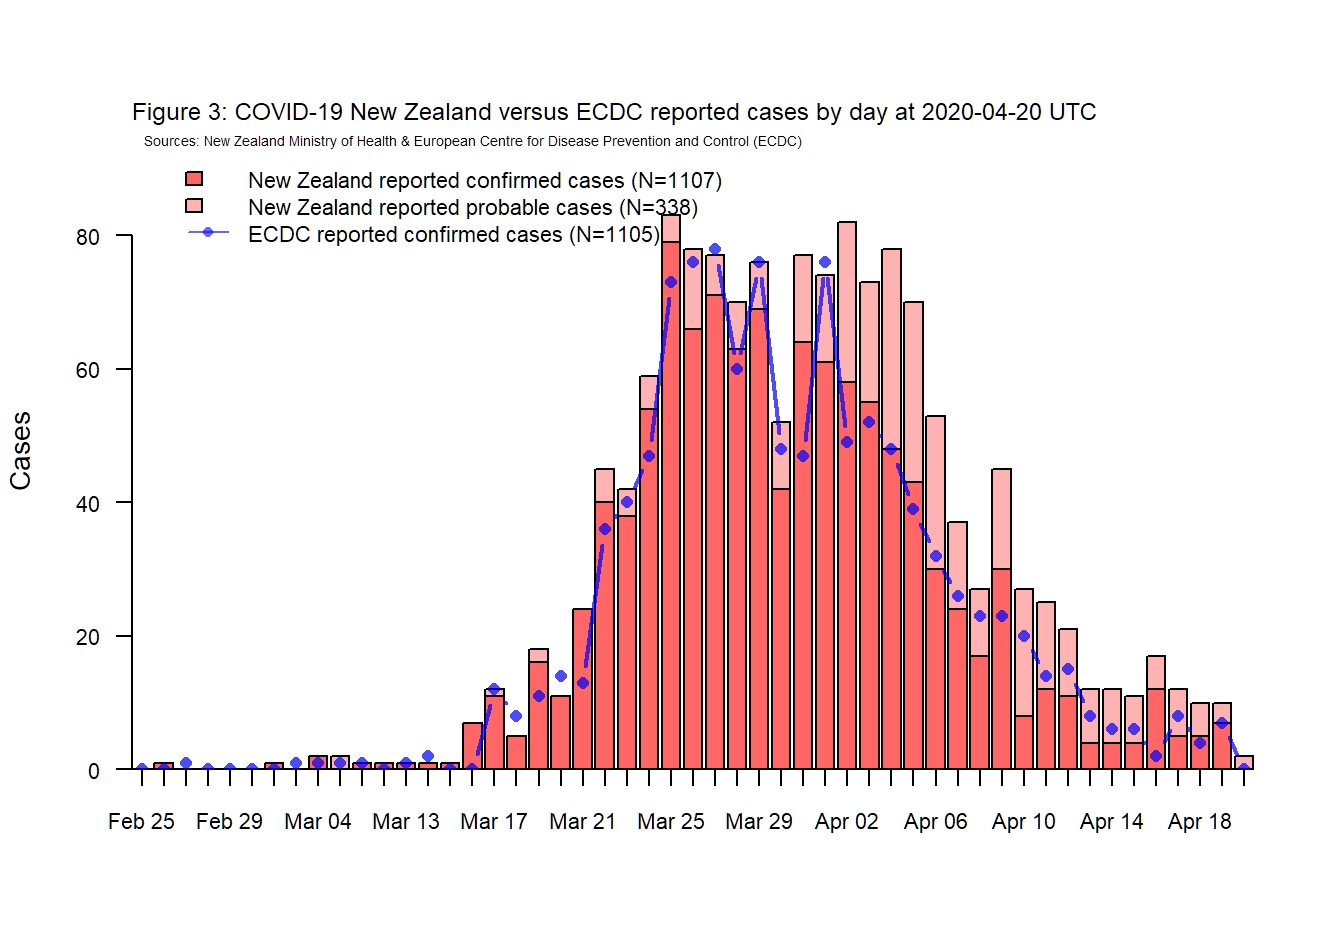 Figure 3: COVID-19 New Zealand versus ECDC reported cases by day at 2020-04-20 UTC
Sources: New Zealand Ministry of Health & European Centre for Disease Prevention and Control (ECDC)
New Zealand reported confirmed cases (N=1107)
New Zealand reported probable cases (N=338)
ECDC reported confirmed cases (N=1105)
80
60
40
20
0
Cases
Feb 25 Feb 29 Mar 04 Mar 13 Mar 17 Mar 21 Mar 25 Mar 29 Apr 02 Apr 06 Apr 10 Apr 14 Apr 18